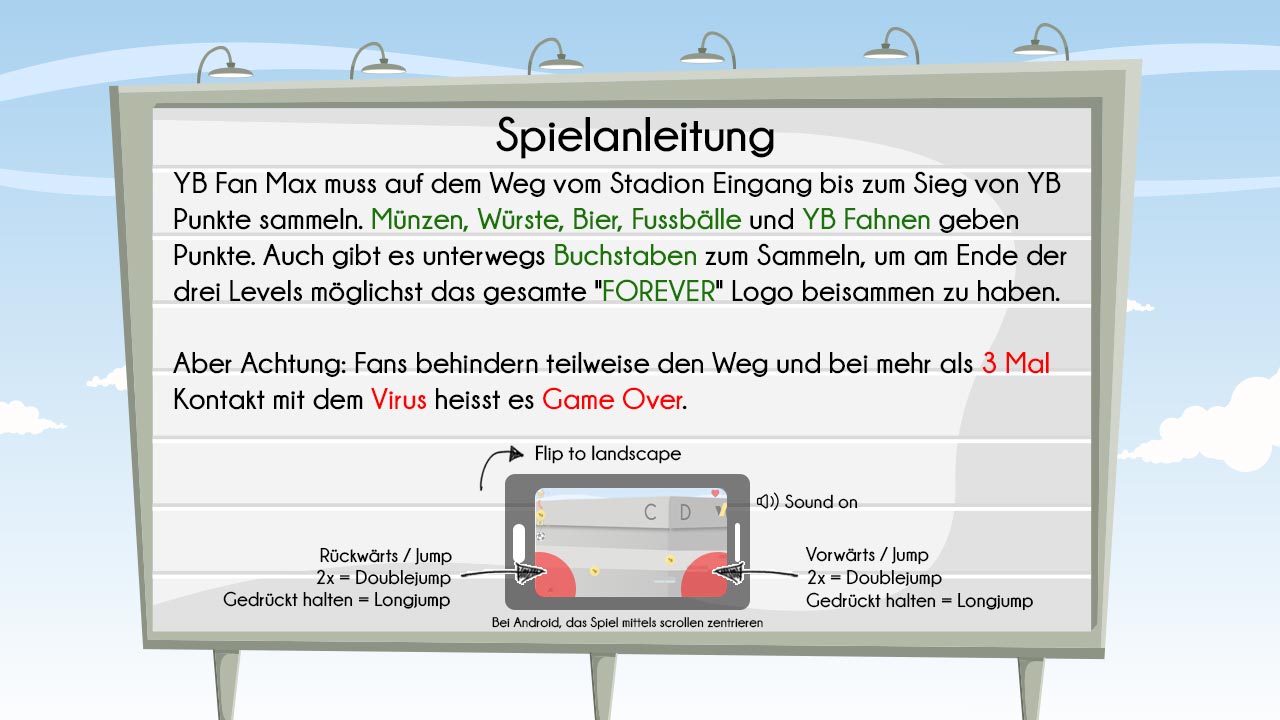 Spielanleitung
YB Fan Max muss auf dem Weg vom Stadion Eingang bis zum Sieg von YB
Punkte sammeln. Münzen, Würste, Bier, Fussbälle und YB Fahnen geben
Punkte. Auch gibt es unterwegs Buchstaben zum Sammeln, um am Ende der
drei Levels möglichst das gesamte "FOREVER" Logo beisammen zu haben.
Aber Achtung: Fans behindern teilweise den Weg und bei mehr als 3 Mal
Kontakt mit dem Virus heisst es Game Over.
Flip to landscape
Sound on
C D
Rückwärts / Jump
2x = Doublejump
Gedrückt halten = Longjump
Vorwärts / Jump
2x = Doublejump
Gedrückt halten = Longjump
Bei Android, das Spiel mittels scrollen zentrieren